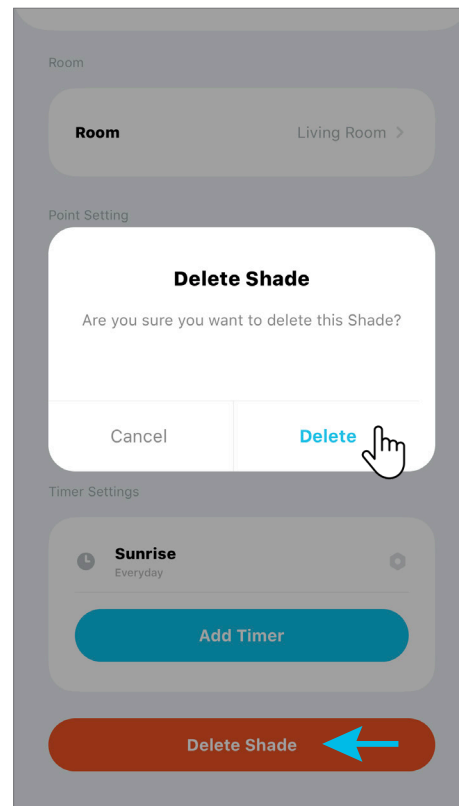 Room
Room
Living Room >
Point Setting
Delete Shade
Are you sure you want to delete this Shade?
Cancel
Delete
Timer Settings
Sunrise
Everyday
Add Timer
Delete Shade